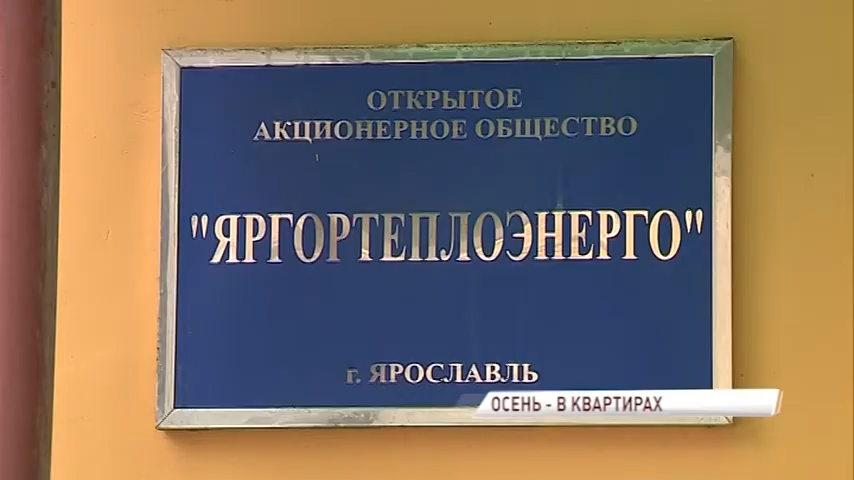 ОТКРЫТОЕ
АКЦИОНЕРНОЕ ОБЩЕСТВО
"ЯРГОРТЕПЛОЭНЕРГО"
г. ЯРОСЛАВЛЬ
ОСЕНЬ - В КВАРТИРАХ